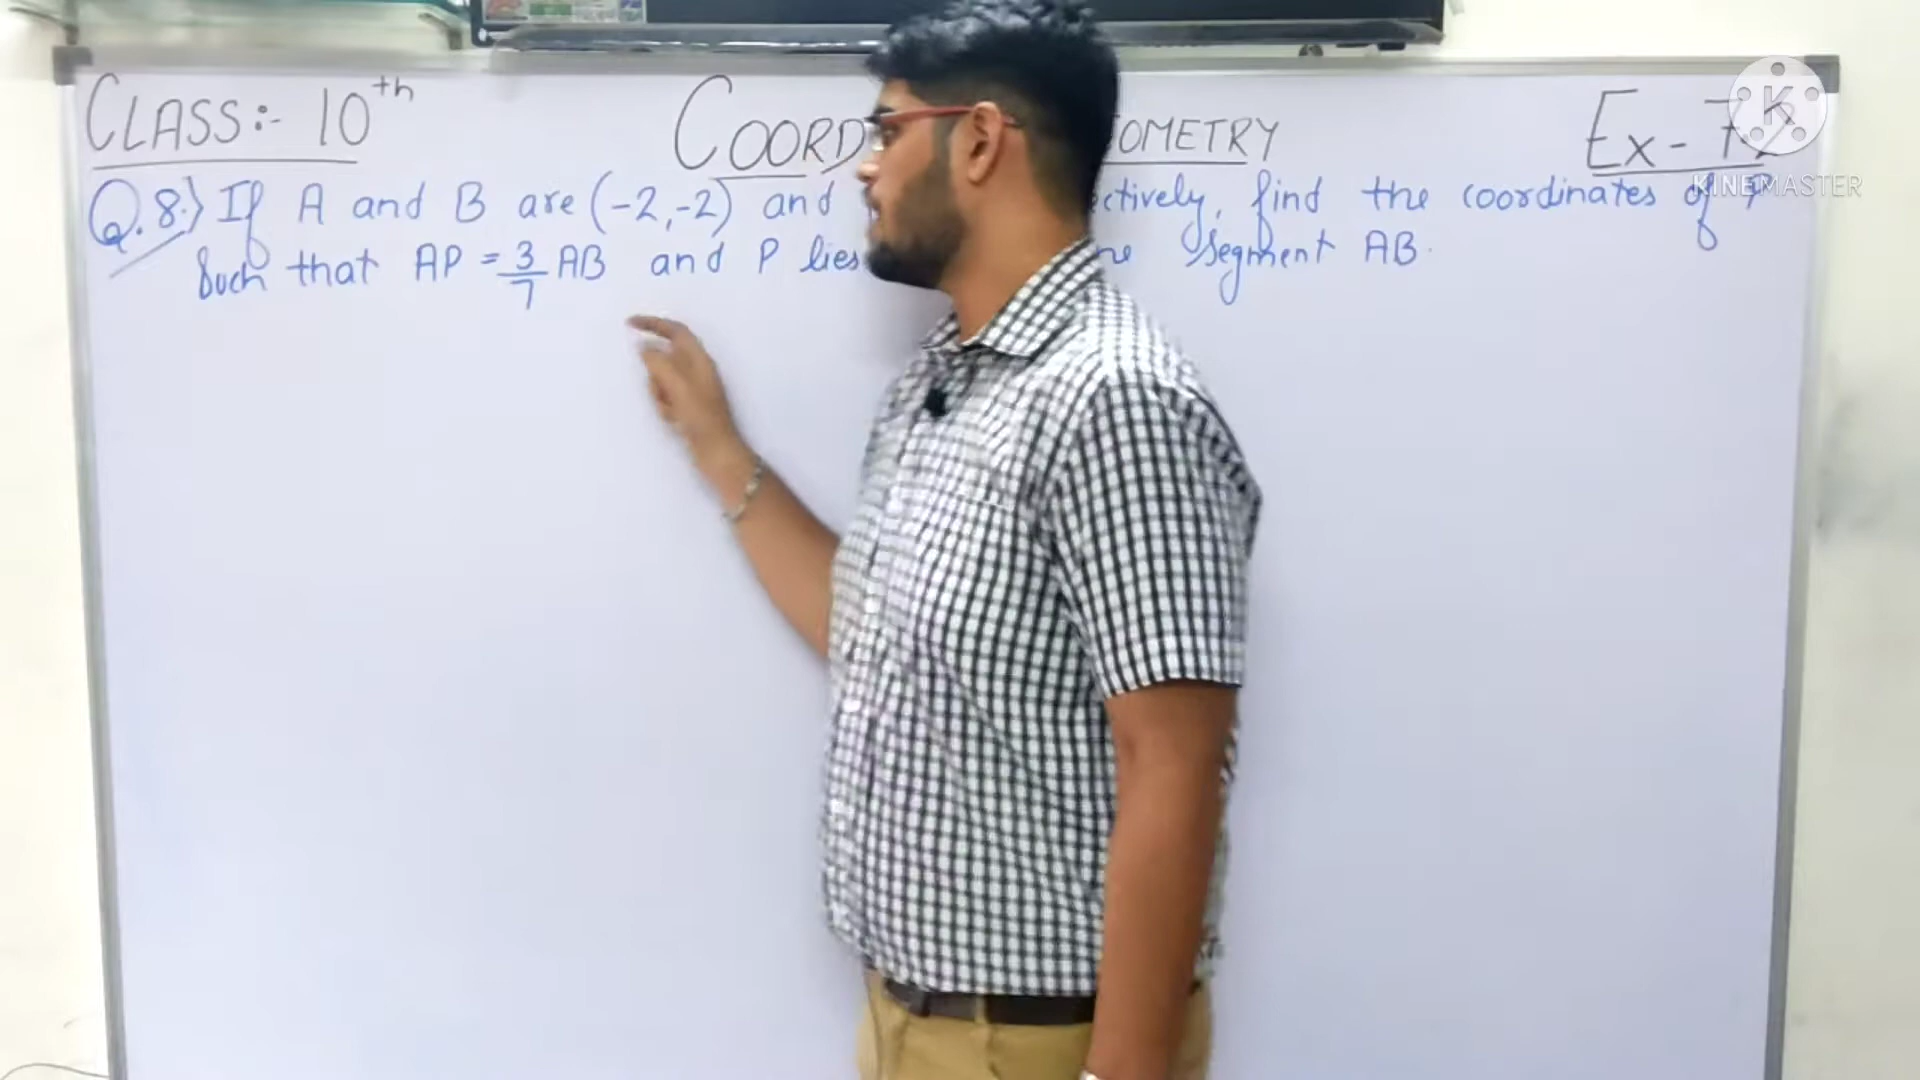 CLASS:- 10th COORD OMETRY Ex-7.2
Q.8.) If A and B are (-2,-2) and ectively, find the coordinates of P
Such that AP = 3/7 AB and P lies segment AB.
K
KINEMASTER